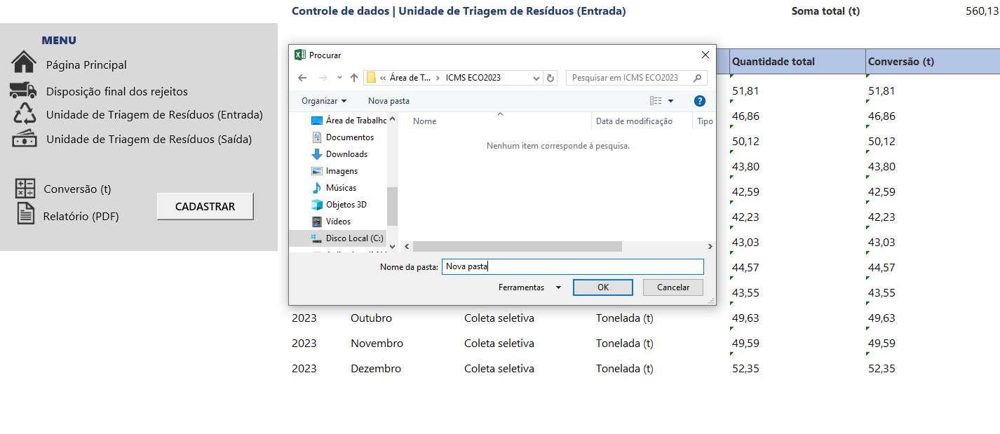 Controle de dados | Unidade de Triagem de Resíduos (Entrada) Soma total (t) 560,13
MENU
Página Principal
Disposição final dos rejeitos
Unidade de Triagem de Resíduos (Entrada)
Unidade de Triagem de Resíduos (Saída)
Conversão (t)
CADASTRAR
Relatório (PDF)
Procurar
« Área de T... › ICMS ECO2023
Pesquisar em ICMS ECO2023
Organizar Nova pasta
Área de Trabalho
Documentos
Downloads
Imagens
Músicas
Objetos 3D
Vídeos
Disco Local (C:)
Nome Data de modificação Tipo
Nenhum item corresponde à pesquisa.
Nome da pasta: Nova pasta
Ferramentas OK Cancelar
Quantidade total Conversão (t)
51,81 51,81
46,86 46,86
50,12 50,12
43,80 43,80
42,59 42,59
42,23 42,23
43,03 43,03
44,57 44,57
43,55 43,55
2023 Outubro Coleta seletiva Tonelada (t) 49,63 49,63
2023 Novembro Coleta seletiva Tonelada (t) 49,59 49,59
2023 Dezembro Coleta seletiva Tonelada (t) 52,35 52,35